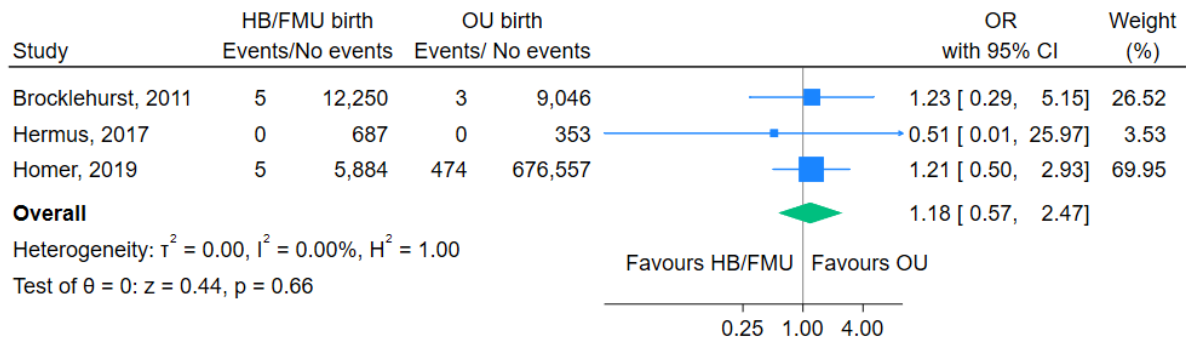 HB/FMU birth OU birth OR Weight
Study Events/No events Events/ No events with 95% CI (%)
Brocklehurst, 2011 5 12,250 3 9,046 1.23 [ 0.29, 5.15] 26.52
Hermus, 2017 0 687 0 353 0.51 [ 0.01, 25.97] 3.53
Homer, 2019 5 5,884 474 676,557 1.21 [ 0.50, 2.93] 69.95
Overall 1.18 [ 0.57, 2.47]
Heterogeneity: τ² = 0.00, I² = 0.00%, H² = 1.00
Favours HB/FMU Favours OU
Test of θ = 0: z = 0.44, p = 0.66
0.25 1.00 4.00